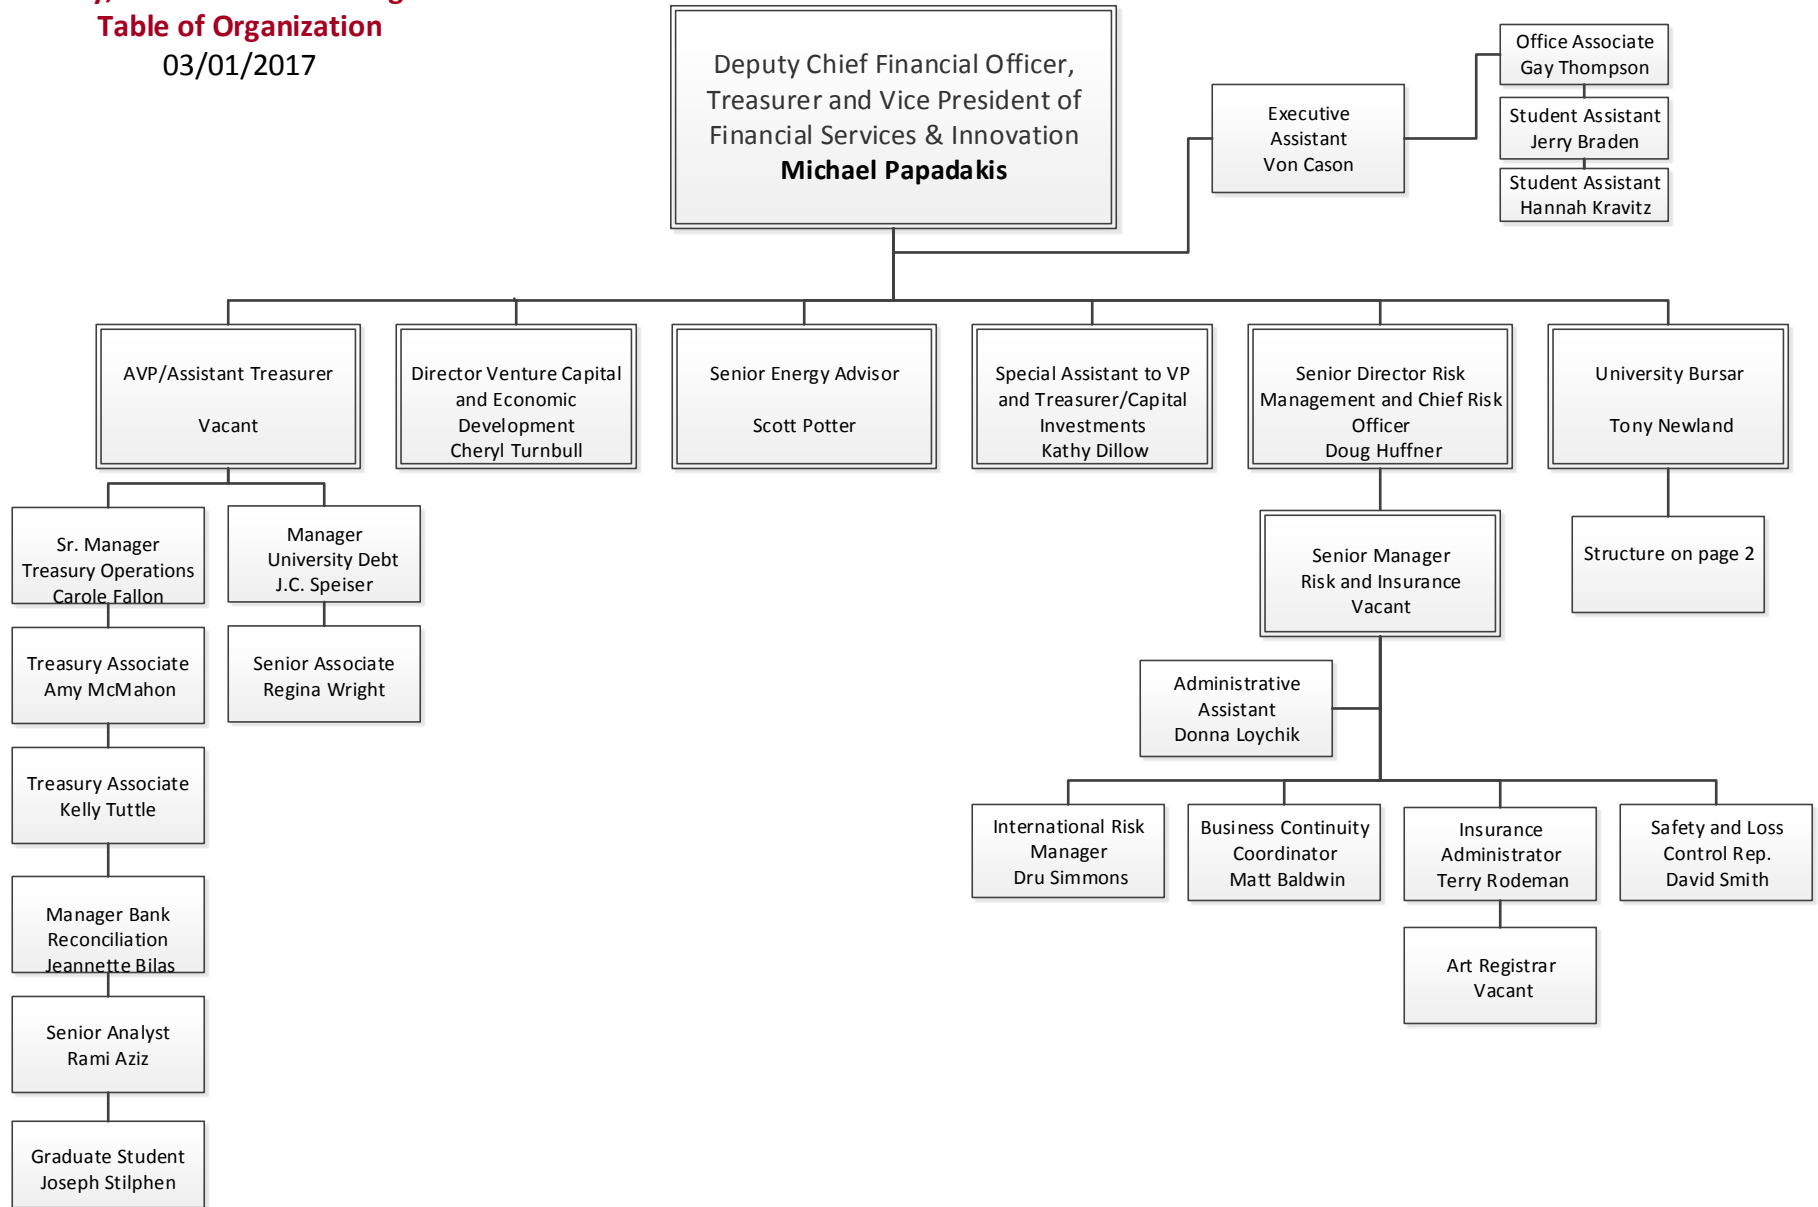 Table of Organization
03/01/2017
Deputy Chief Financial Officer,
Treasurer and Vice President of
Financial Services & Innovation
Michael Papadakis
Executive
Assistant
Von Cason
Office Associate
Gay Thompson
Student Assistant
Jerry Braden
Student Assistant
Hannah Kravitz
AVP/Assistant Treasurer
Vacant
Director Venture Capital
and Economic
Development
Cheryl Turnbull
Senior Energy Advisor
Scott Potter
Special Assistant to VP
and Treasurer/Capital
Investments
Kathy Dillow
Senior Director Risk
Management and Chief Risk
Officer
Doug Huffner
University Bursar
Tony Newland
Sr. Manager
Treasury Operations
Carole Fallon
Manager
University Debt
J.C. Speiser
Senior Manager
Risk and Insurance
Vacant
Structure on page 2
Treasury Associate
Amy McMahon
Senior Associate
Regina Wright
Administrative
Assistant
Donna Loychik
Treasury Associate
Kelly Tuttle
International Risk
Manager
Dru Simmons
Business Continuity
Coordinator
Matt Baldwin
Insurance
Administrator
Terry Rodeman
Safety and Loss
Control Rep.
David Smith
Manager Bank
Reconciliation
Jeannette Bilas
Art Registrar
Vacant
Senior Analyst
Rami Aziz
Graduate Student
Joseph Stilphen